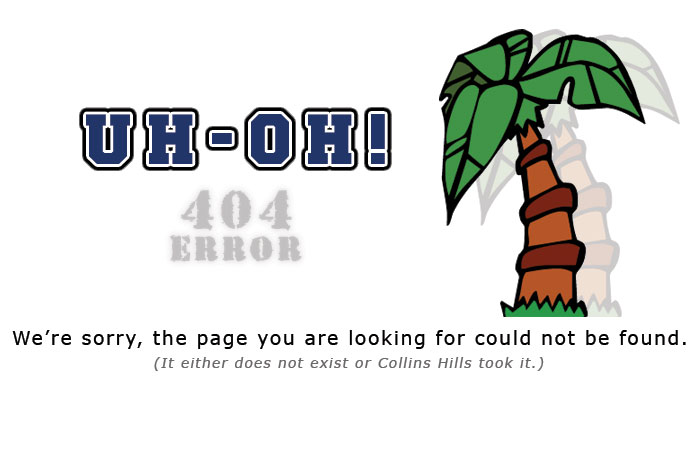 UH-OH!
404
ERROR
We're sorry, the page you are looking for could not be found.
(It either does not exist or Collins Hills took it.)